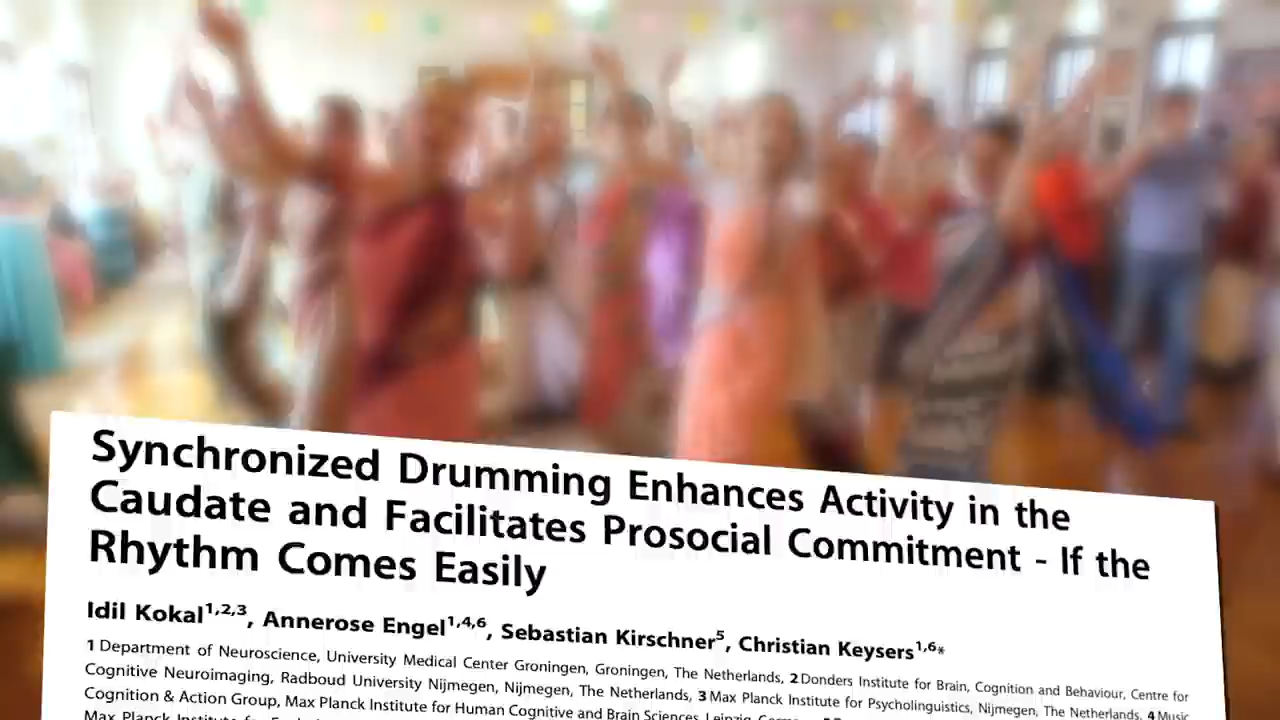 Synchronized Drumming Enhances Activity in the
Caudate and Facilitates Prosocial Commitment - If the
Rhythm Comes Easily
Idil Kokal1,2,3, Annerose Engel1,4,6, Sebastian Kirschner5, Christian Keysers1,6*
1 Department of Neuroscience, University Medical Center Groningen, Groningen, The Netherlands, 2 Donders Institute for Brain, Cognition and Behaviour, Centre for
Cognitive Neuroimaging, Radboud University Nijmegen, Nijmegen, The Netherlands, 3 Max Planck Institute for Psycholinguistics, Nijmegen, The Netherlands, 4 Music
Cognition & Action Group, Max Planck Institute for Human Cognitive and Brain Sciences, Leipzig,
Max Planck Institute for